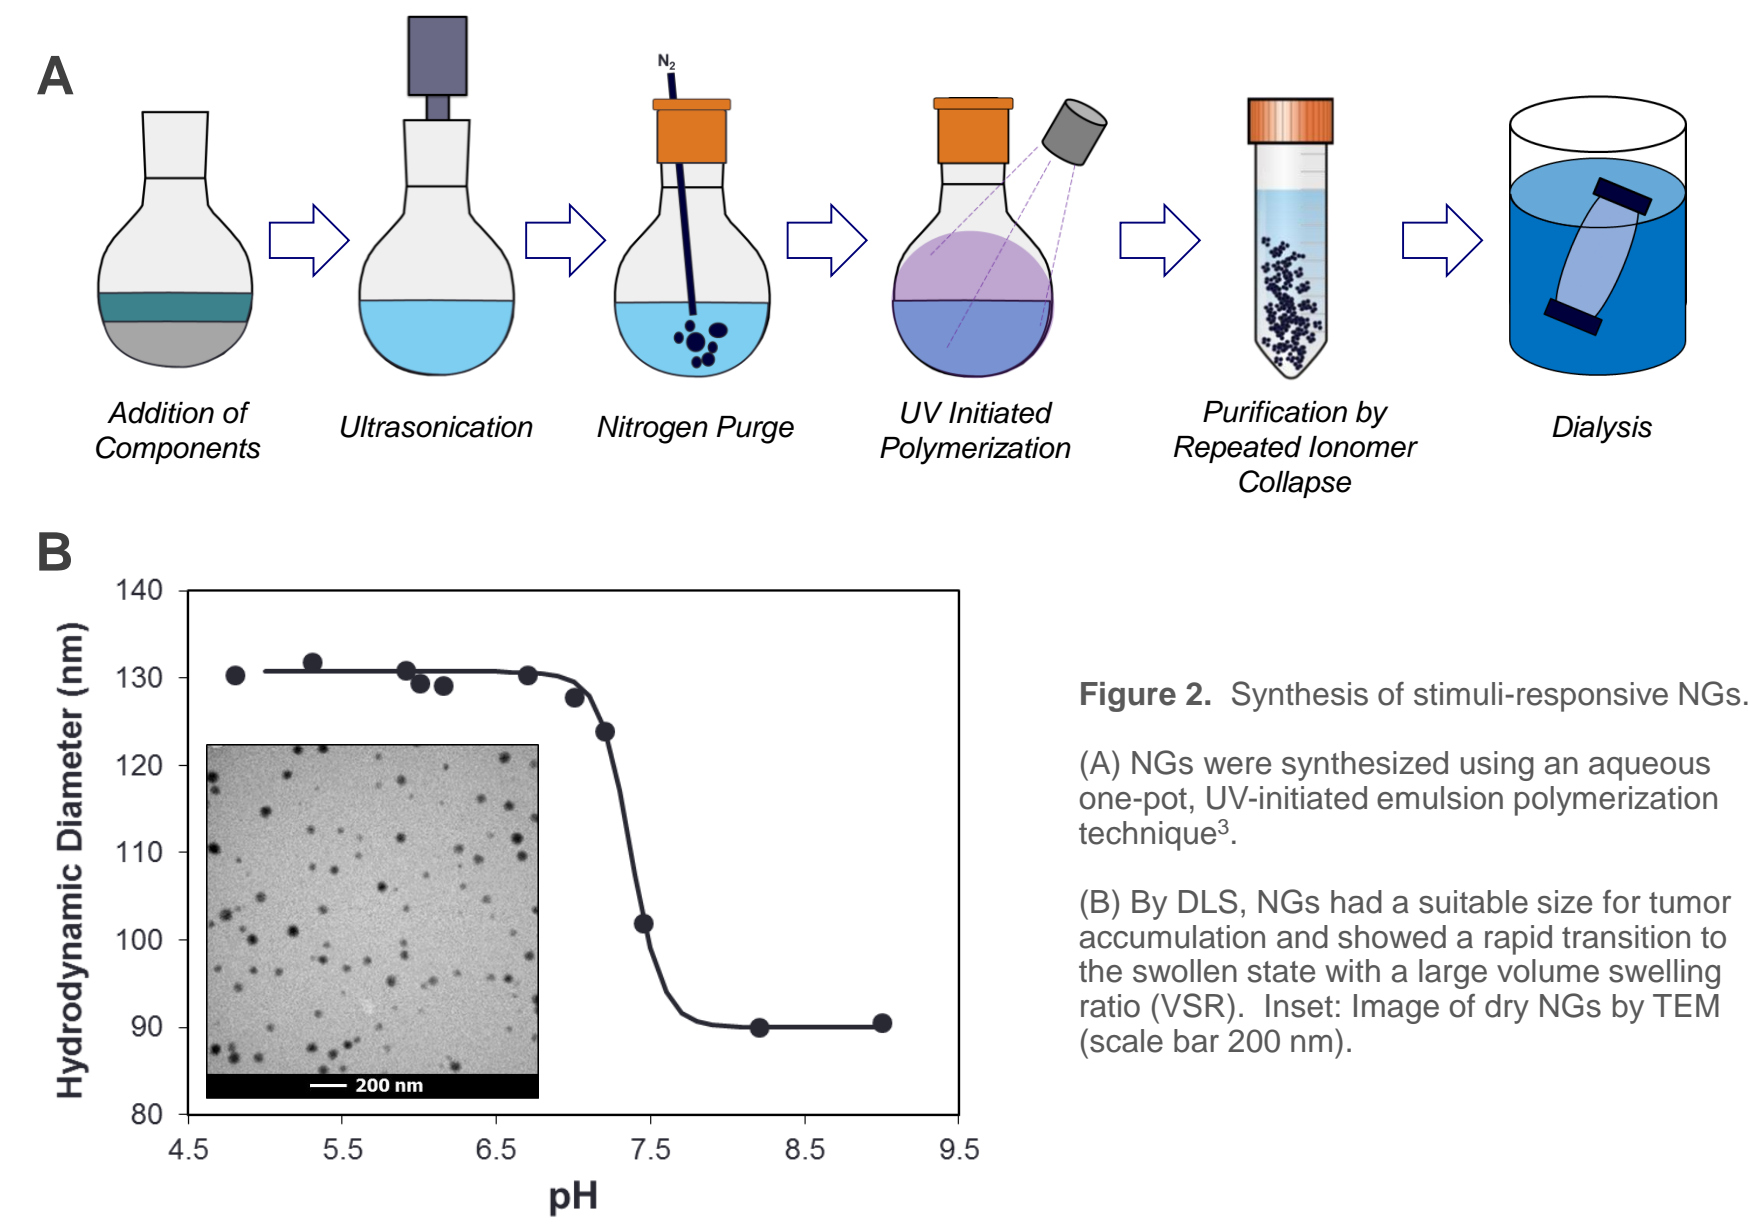 A
N₂
Addition of
Components
Ultrasonication
Nitrogen Purge
UV Initiated
Polymerization
Purification by
Repeated Ionomer
Collapse
Dialysis
B
Hydrodynamic Diameter (nm)
140
130
120
110
100
90
80
200 nm
4.5
5.5
6.5
7.5
8.5
9.5
pH
Figure 2. Synthesis of stimuli-responsive NGs.
(A) NGs were synthesized using an aqueous
one-pot, UV-initiated emulsion polymerization
technique³.
(B) By DLS, NGs had a suitable size for tumor
accumulation and showed a rapid transition to
the swollen state with a large volume swelling
ratio (VSR). Inset: Image of dry NGs by TEM
(scale bar 200 nm).